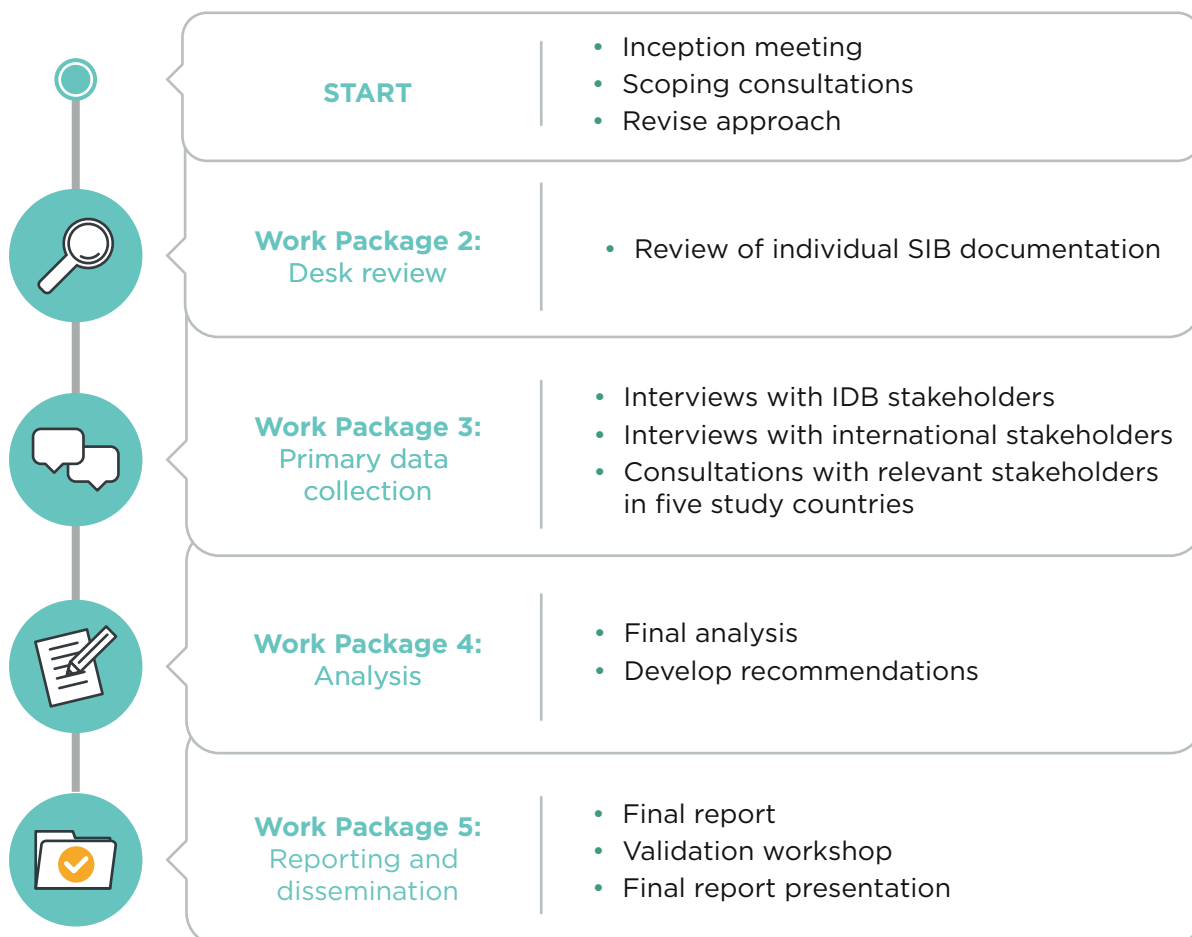 START
• Inception meeting
• Scoping consultations
• Revise approach
Work Package 2:
Desk review
• Review of individual SIB documentation
Work Package 3:
Primary data
collection
• Interviews with IDB stakeholders
• Interviews with international stakeholders
• Consultations with relevant stakeholders
in five study countries
Work Package 4:
Analysis
• Final analysis
• Develop recommendations
Work Package 5:
Reporting and
dissemination
• Final report
• Validation workshop
• Final report presentation